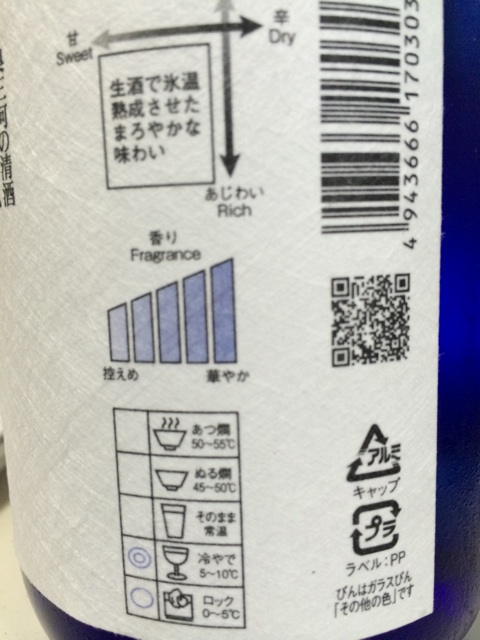 甘
Sweet
辛
Dry
生酒で氷温
熟成させた
まろやかな
味わい
あじわい
Rich
香り
Fragrance
控えめ
華やか
あつ燗
50~55℃
ぬる燗
45~50℃
そのまま
常温
冷やで
5~10℃
ロック
0~5℃
4 943666 170303
アルミ
キャップ
プラ
ラベル:PP
びんはガラスびん
「その他の色」です
の清酒